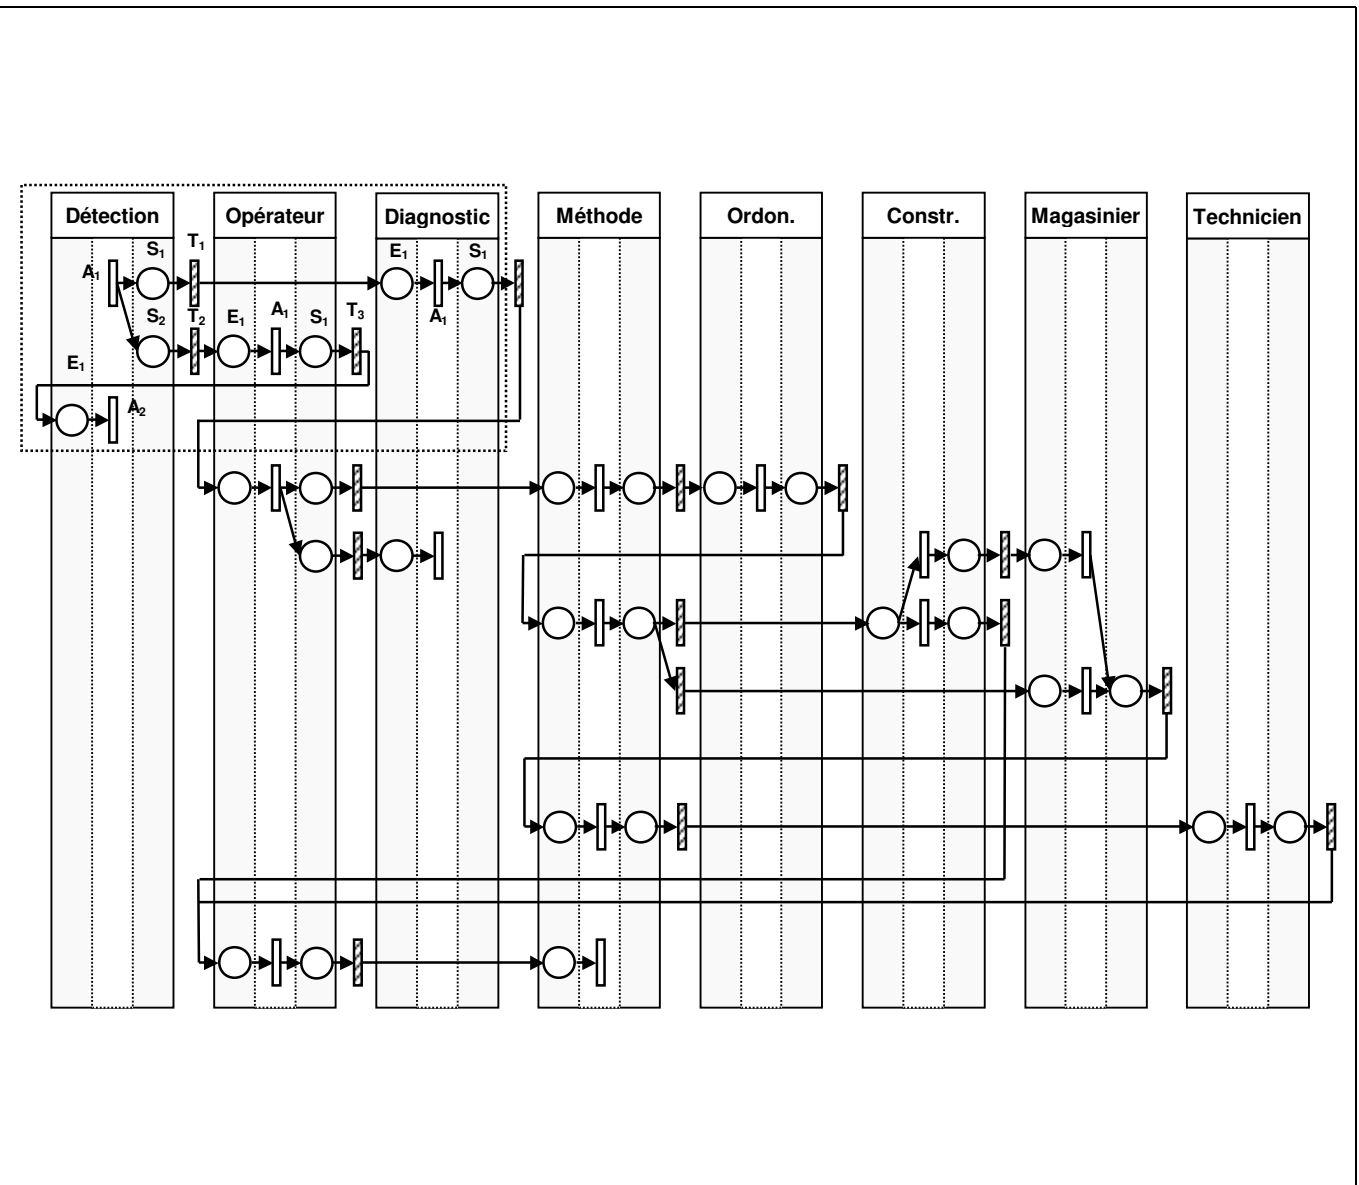 Détection Opérateur Diagnostic Méthode Ordon. Constr. Magasinier Technicien
S1 T1 E1 S1
A1
S2 T2 E1 A1 S1 T3 A1
E1
A2